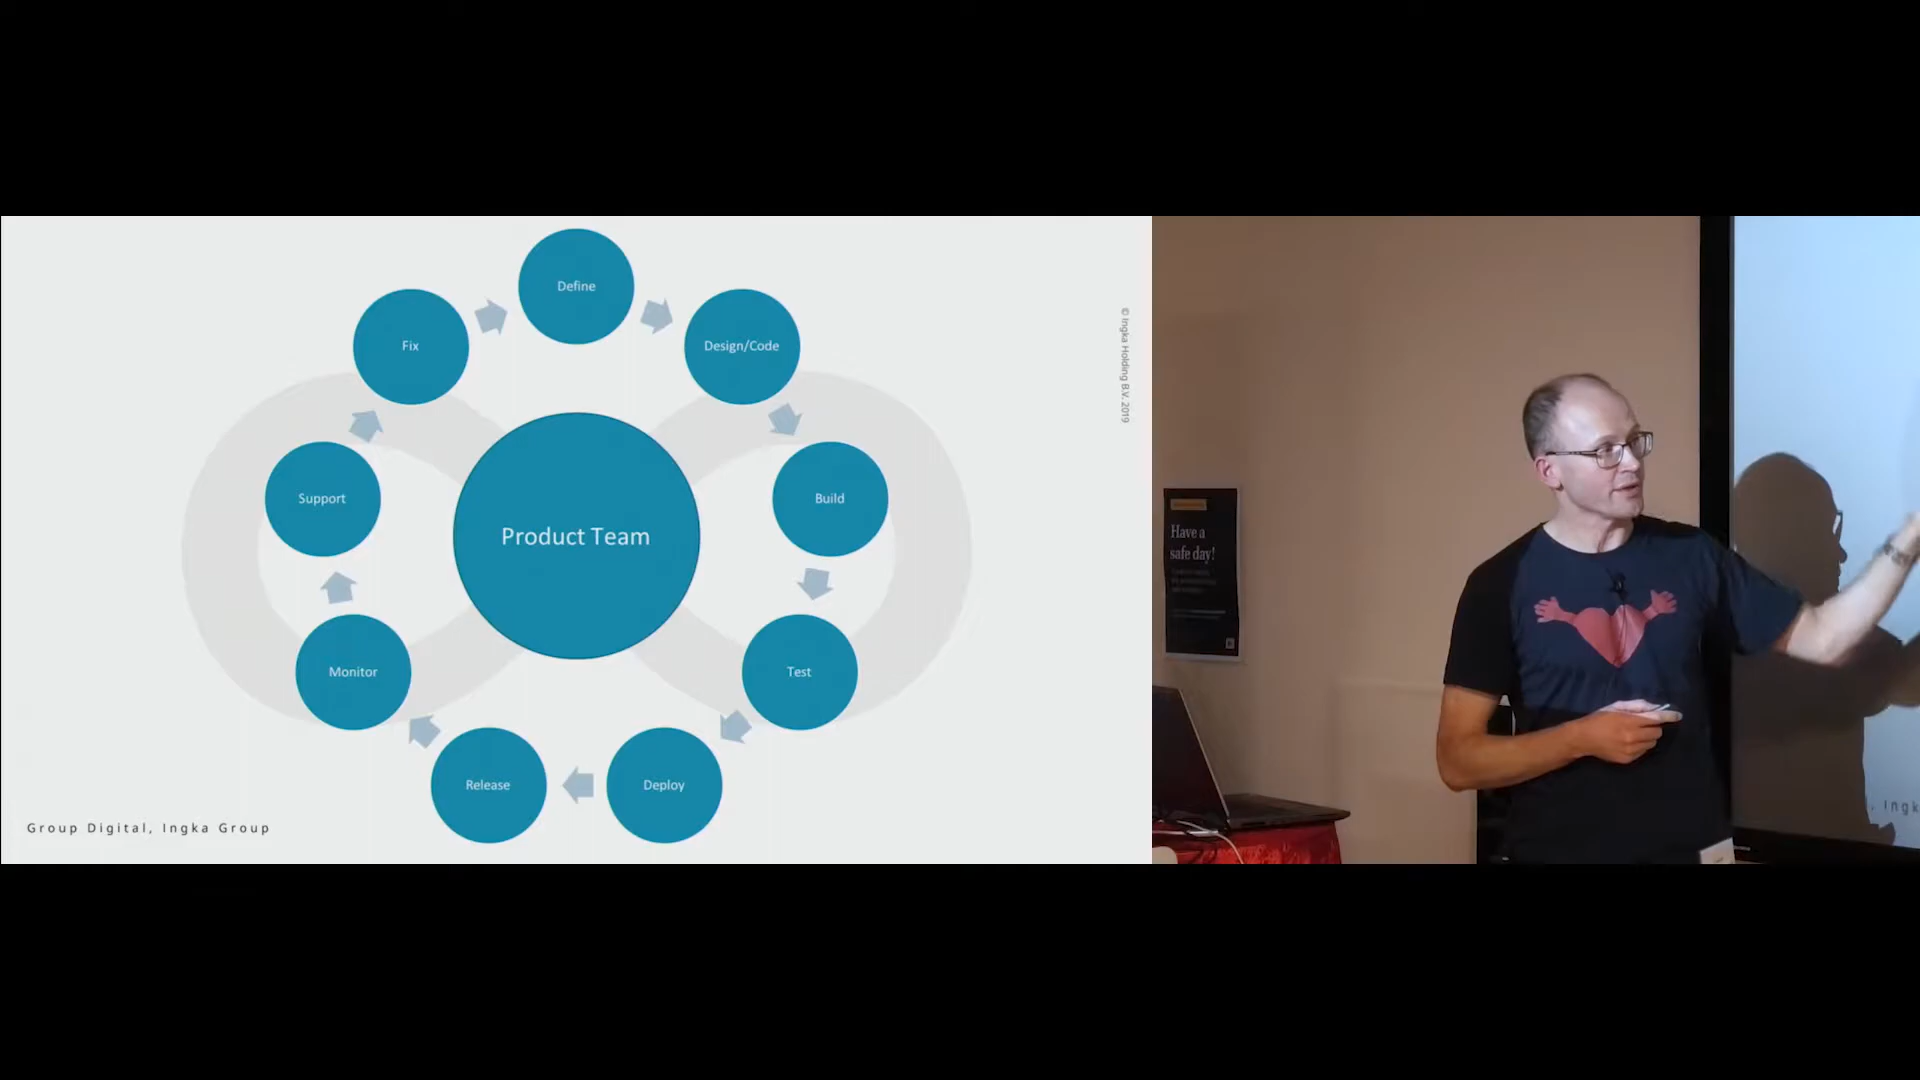 Define
Fix
Design/Code
Support
Product Team
Build
Monitor
Test
Release
Deploy
Group Digital, Ingka Group
© Ingka Holding B.V. 2019
Have a
safe day!
, Ingk